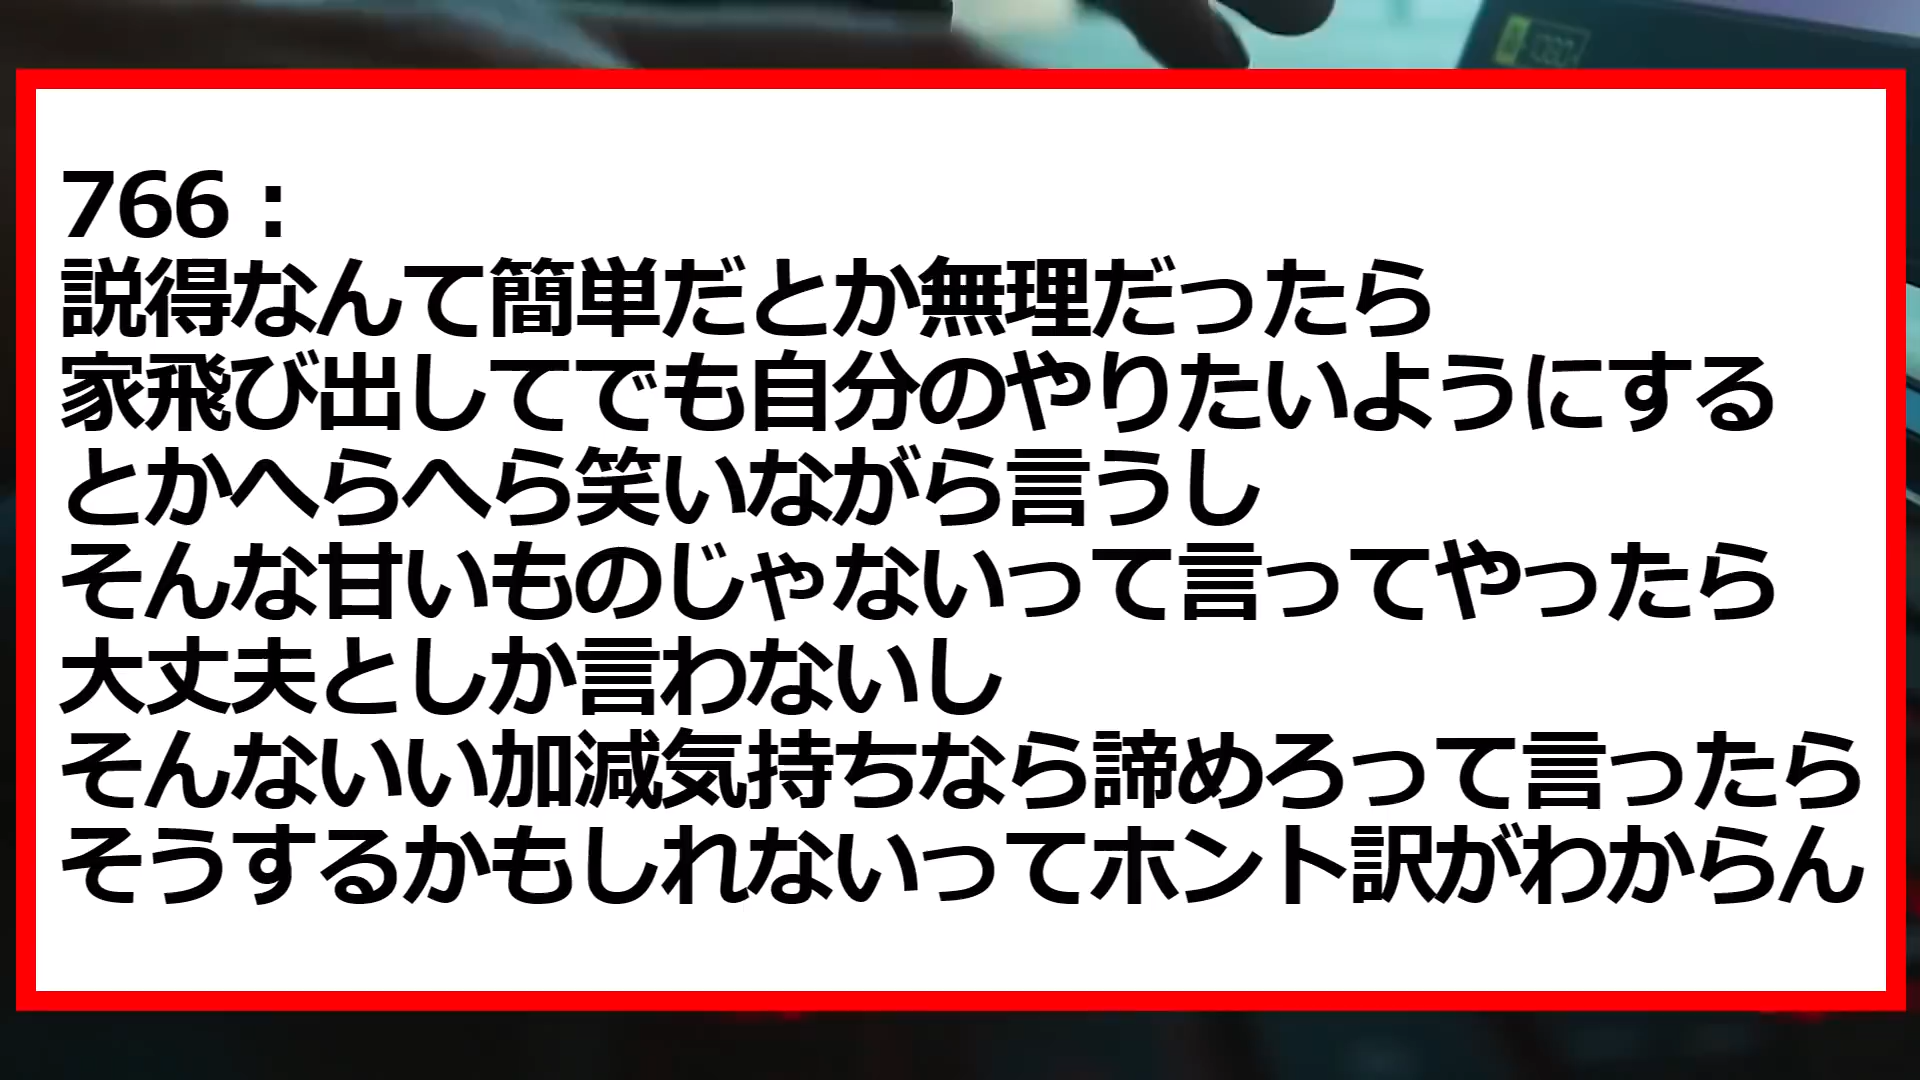 766：
説得なんて簡単だとか無理だったら
家飛び出してでも自分のやりたいようにする
とかへらへら笑いながら言うし
そんな甘いものじゃないって言ってやったら
大丈夫としか言わないし
そんないい加減気持ちなら諦めろって言ったら
そうするかもしれないってホント訳がわからん